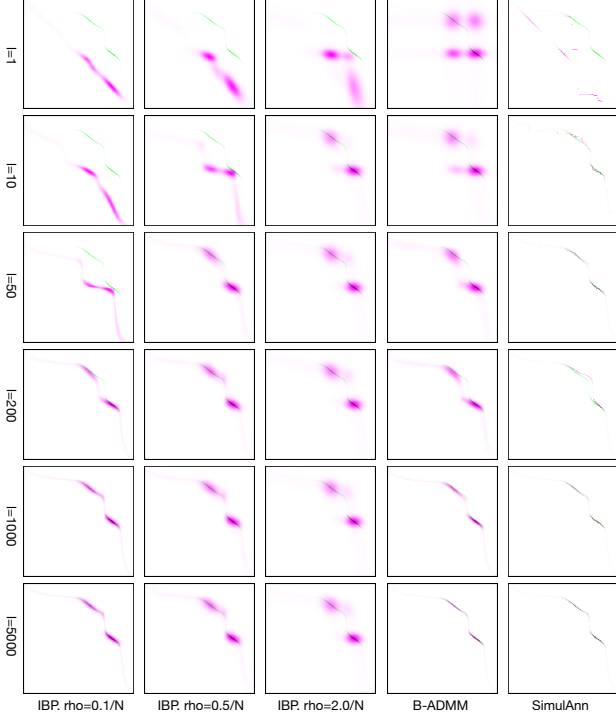 l=1
l=10
l=50
l=200
l=1000
l=5000
IBP, rho=0.1/N
IBP, rho=0.5/N
IBP, rho=2.0/N
B-ADMM
SimulAnn